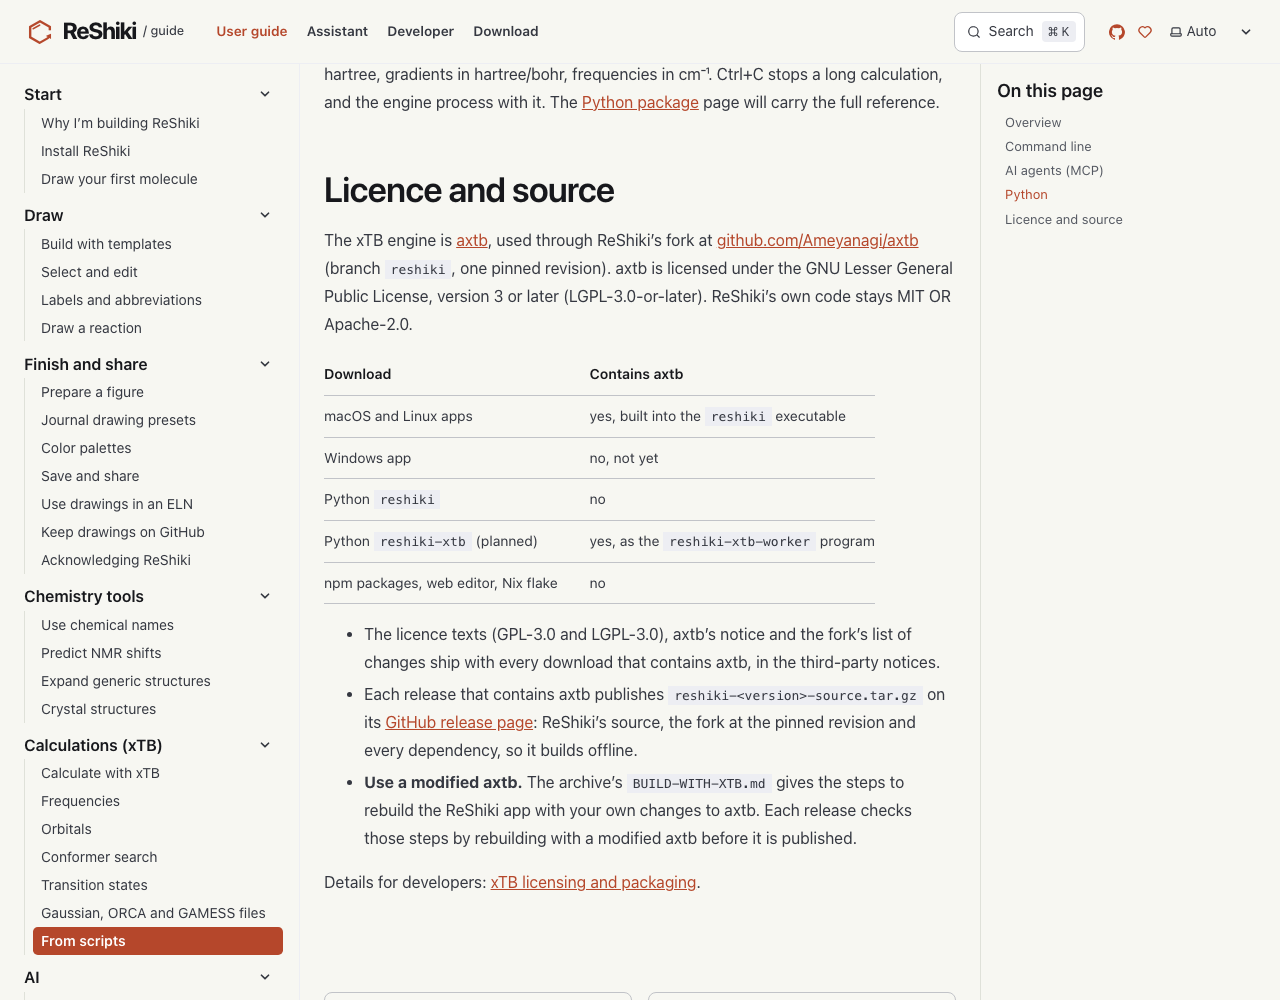 ReShiki / guide
User guide
Assistant
Developer
Download
Search ⌘ K
Auto
Start
Why I'm building ReShiki
Install ReShiki
Draw your first molecule
Draw
Build with templates
Select and edit
Labels and abbreviations
Draw a reaction
Finish and share
Prepare a figure
Journal drawing presets
Color palettes
Save and share
Use drawings in an ELN
Keep drawings on GitHub
Acknowledging ReShiki
Chemistry tools
Use chemical names
Predict NMR shifts
Expand generic structures
Crystal structures
Calculations (xTB)
Calculate with xTB
Frequencies
Orbitals
Conformer search
Transition states
Gaussian, ORCA and GAMESS files
From scripts
AI
hartree, gradients in hartree/bohr, frequencies in cm⁻¹. Ctrl+C stops a long calculation,
and the engine process with it. The Python package page will carry the full reference.
Licence and source
The xTB engine is axtb, used through ReShiki's fork at github.com/Ameyanagi/axtb
(branch reshiki, one pinned revision). axtb is licensed under the GNU Lesser General
Public License, version 3 or later (LGPL-3.0-or-later). ReShiki's own code stays MIT OR
Apache-2.0.
Download Contains axtb
macOS and Linux apps yes, built into the reshiki executable
Windows app no, not yet
Python reshiki no
Python reshiki-xtb (planned) yes, as the reshiki-xtb-worker program
npm packages, web editor, Nix flake no
• The licence texts (GPL-3.0 and LGPL-3.0), axtb's notice and the fork's list of
changes ship with every download that contains axtb, in the third-party notices.
• Each release that contains axtb publishes reshiki-<version>-source.tar.gz on
its GitHub release page: ReShiki's source, the fork at the pinned revision and
every dependency, so it builds offline.
• Use a modified axtb. The archive's BUILD-WITH-XTB.md gives the steps to
rebuild the ReShiki app with your own changes to axtb. Each release checks
those steps by rebuilding with a modified axtb before it is published.
Details for developers: xTB licensing and packaging.
On this page
Overview
Command line
AI agents (MCP)
Python
Licence and source